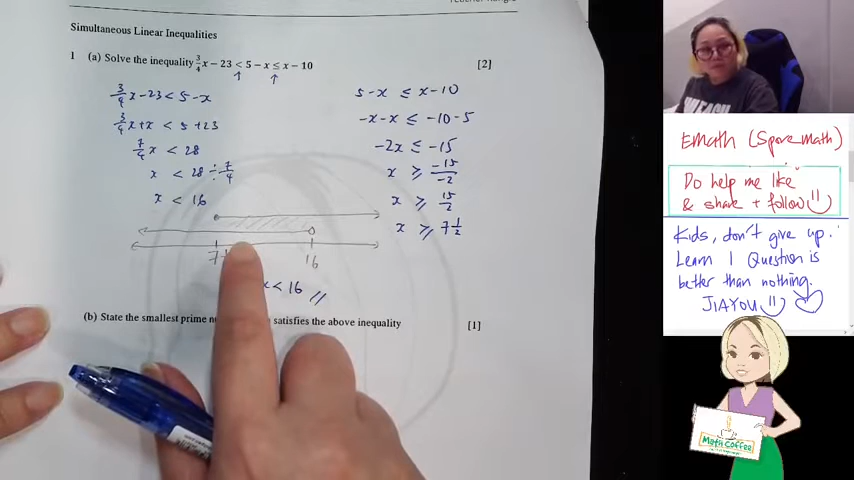 Simultaneous Linear Inequalities
1 (a) Solve the inequality 3/4 x − 23 < 5 − x ≤ x − 10 [2]
3/4 x − 23 < 5 − x
3/4 x + x < 5 + 23
7/4 x < 28
x < 28 ÷ 7/4
x < 16
5 − x ≤ x − 10
−x − x ≤ −10 − 5
−2x ≤ −15
x ≥ −15/−2
x ≥ 15/2
x ≥ 7 1/2
7
16
x < 16 //
(b) State the smallest prime satisfies the above inequality [1]
EMath (Spore math)
Do help me like
& share + follow
Kids, don't give up.
Learn 1 Question is
better than nothing.
JIAYOU
Math Coffee